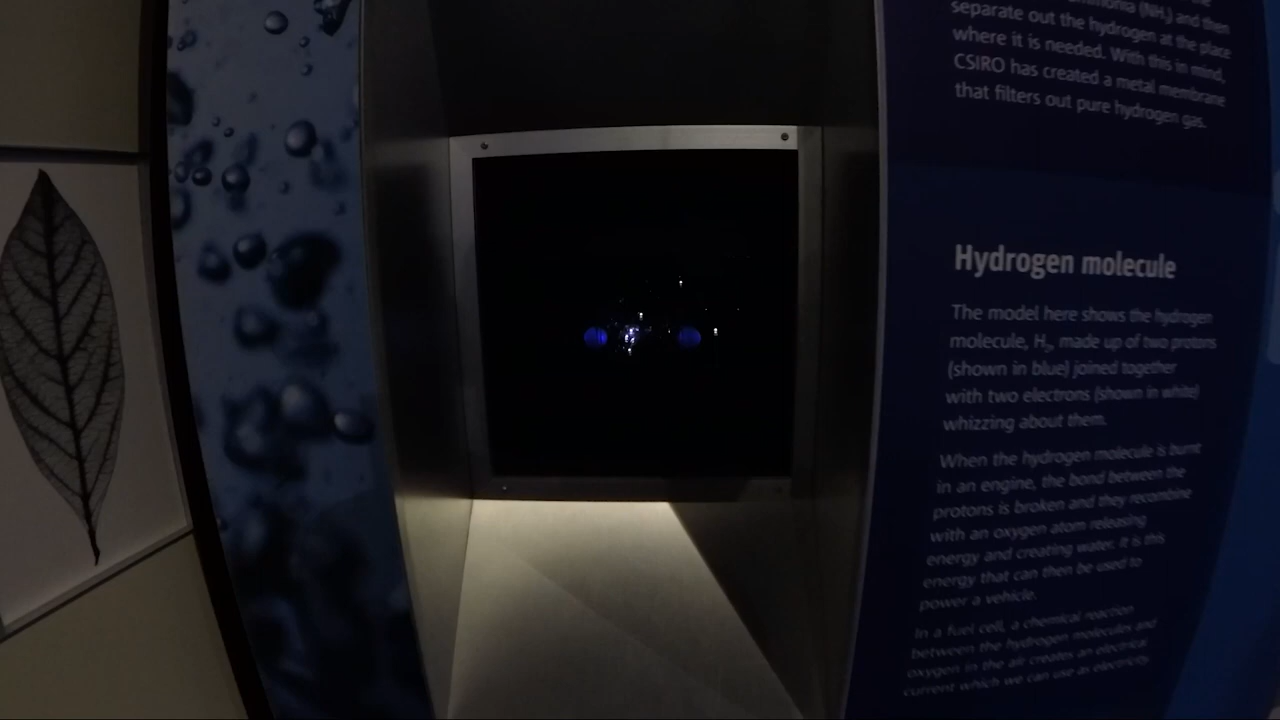 mmonia (NH3) and then
separate out the hydrogen at the place
where it is needed. With this in mind,
CSIRO has created a metal membrane
that filters out pure hydrogen gas.
Hydrogen molecule
The model here shows the hydrogen
molecule, H2, made up of two protons
(shown in blue) joined together
with two electrons (shown in white)
whizzing about them.
When the hydrogen molecule is burnt
in an engine, the bond between the
protons is broken and they recombine
with an oxygen atom releasing
energy and creating water. It is this
energy that can then be used to
power a vehicle.
In a fuel cell, a chemical reaction
between the hydrogen molecules and
oxygen in the air creates an electrical
current which we can use as electricity.